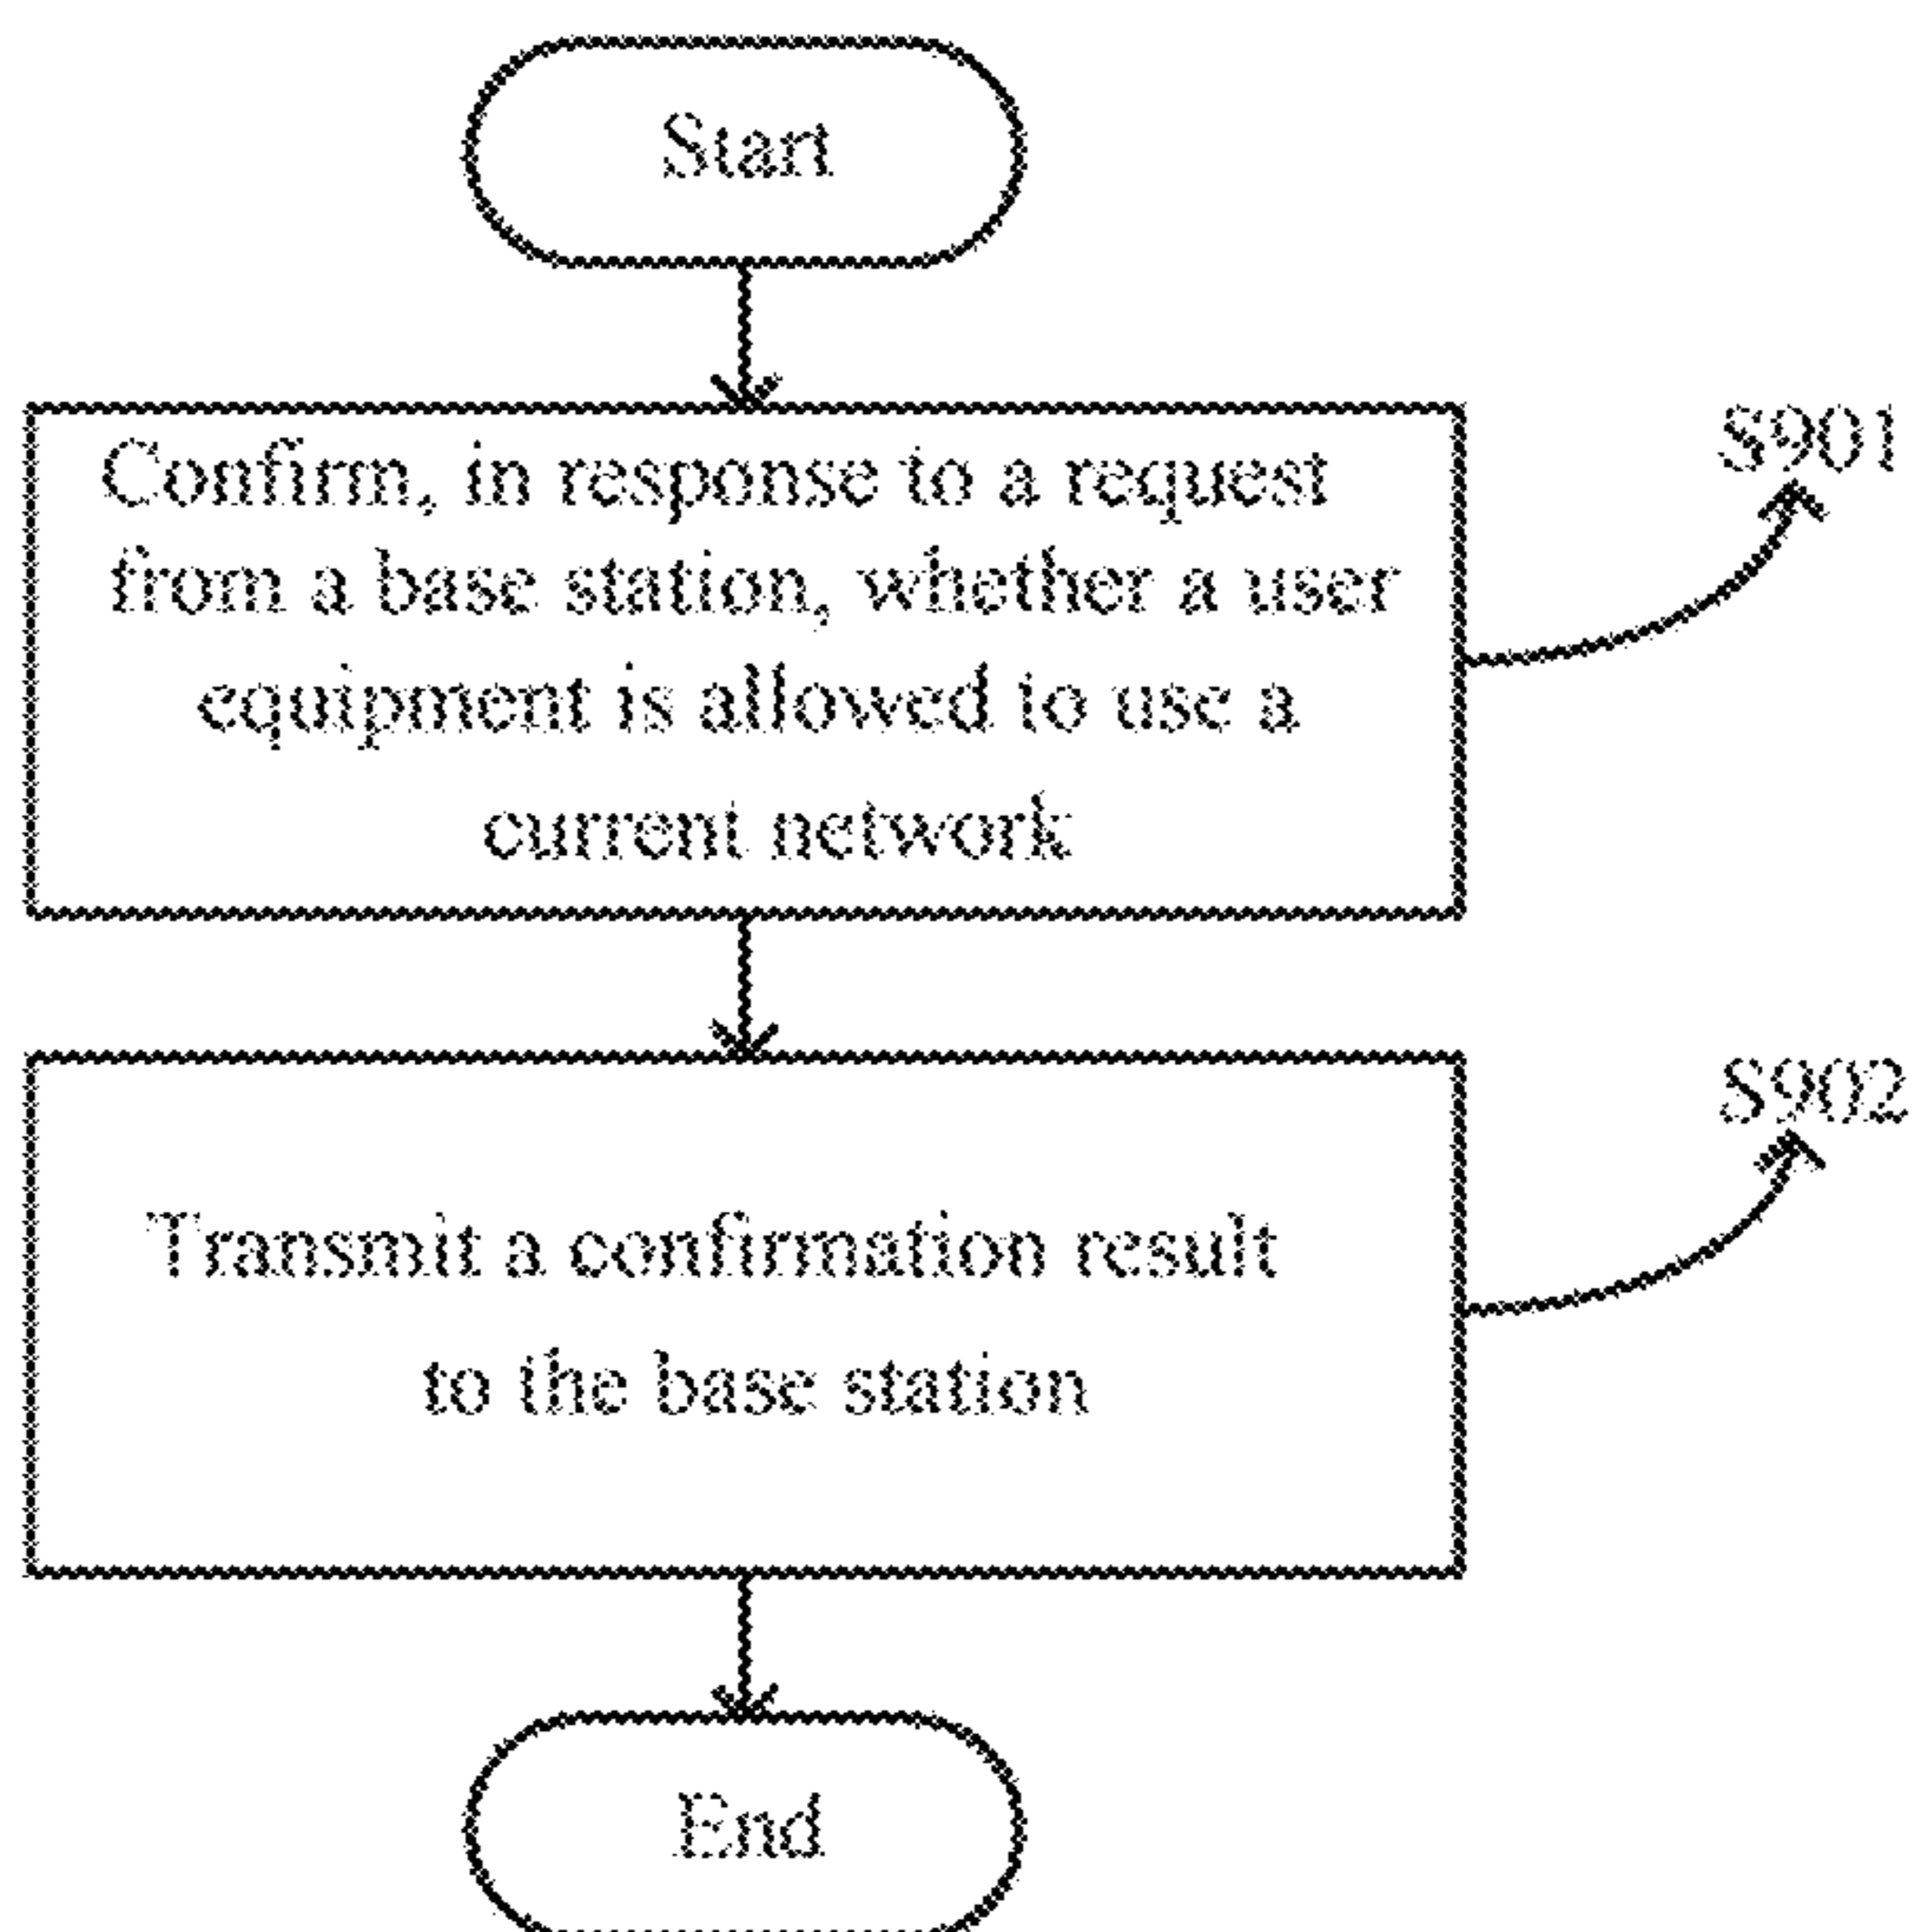 Start
Confirm, in response to a request
from a base station, whether a user
equipment is allowed to use a
current network
S901
Transmit a confirmation result
to the base station
S902
End